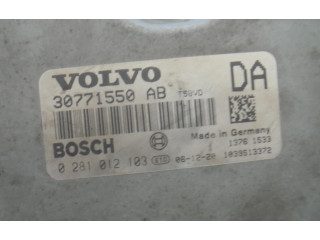 VOLVO
30771550 AB
DA
Made in Germany
BOSCH
1376 1533
0 281 012 103 06-12-20 1039S13372